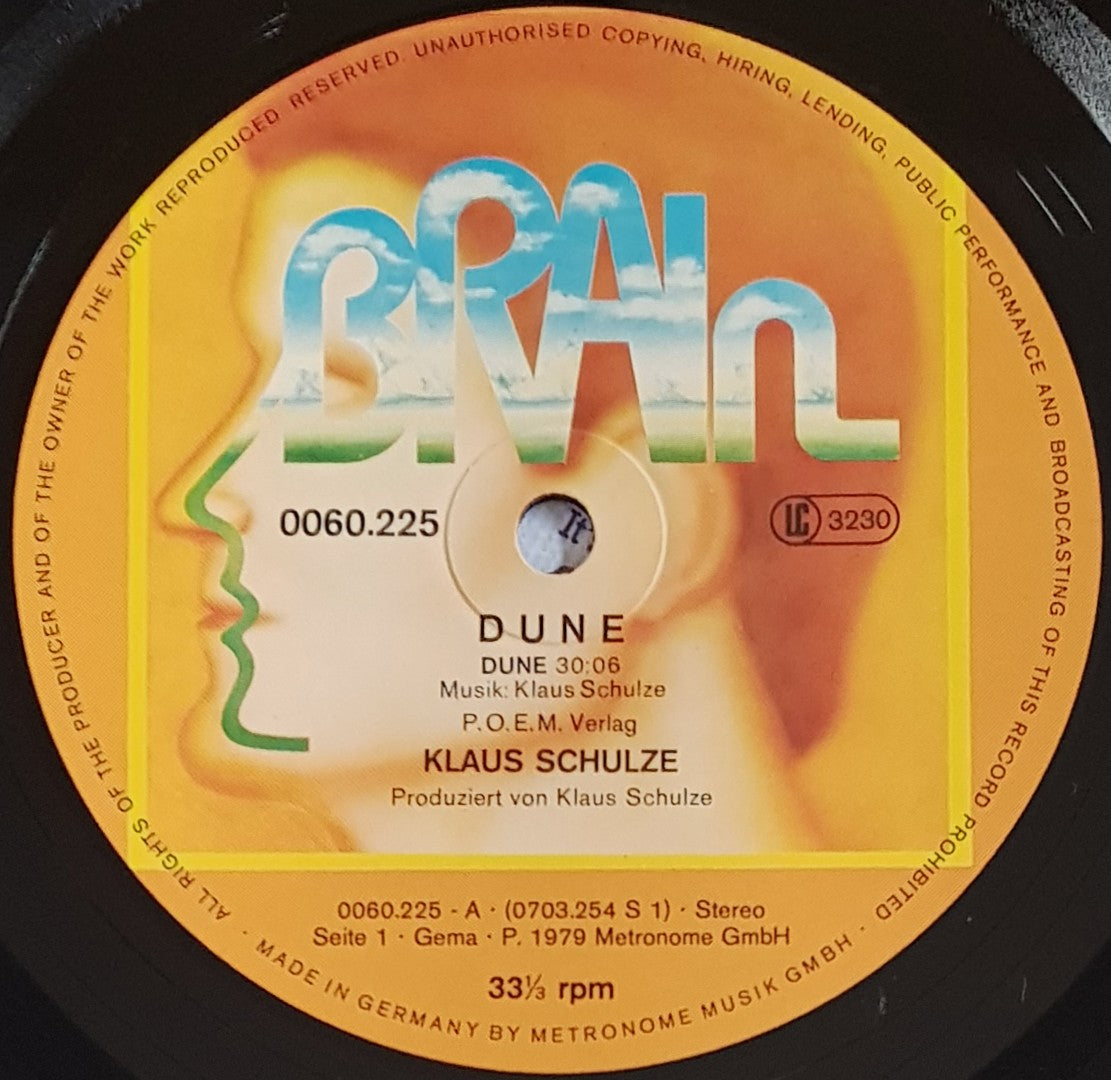 BRAIn
0060.225
LC 3230
It
DUNE
DUNE 30:06
Musik: Klaus Schulze
P.O.E.M. Verlag
KLAUS SCHULZE
Produziert von Klaus Schulze
0060.225 - A · (0703.254 S 1) · Stereo
Seite 1 · Gema · P. 1979 Metronome GmbH
33⅓ rpm
ALL RIGHTS OF THE PRODUCER AND OF THE OWNER OF THE WORK REPRODUCED RESERVED. UNAUTHORISED COPYING, HIRING, LENDING, PUBLIC PERFORMANCE AND BROADCASTING OF THIS RECORD PROHIBITED ·
MADE IN GERMANY BY METRONOME MUSIK GMBH ·